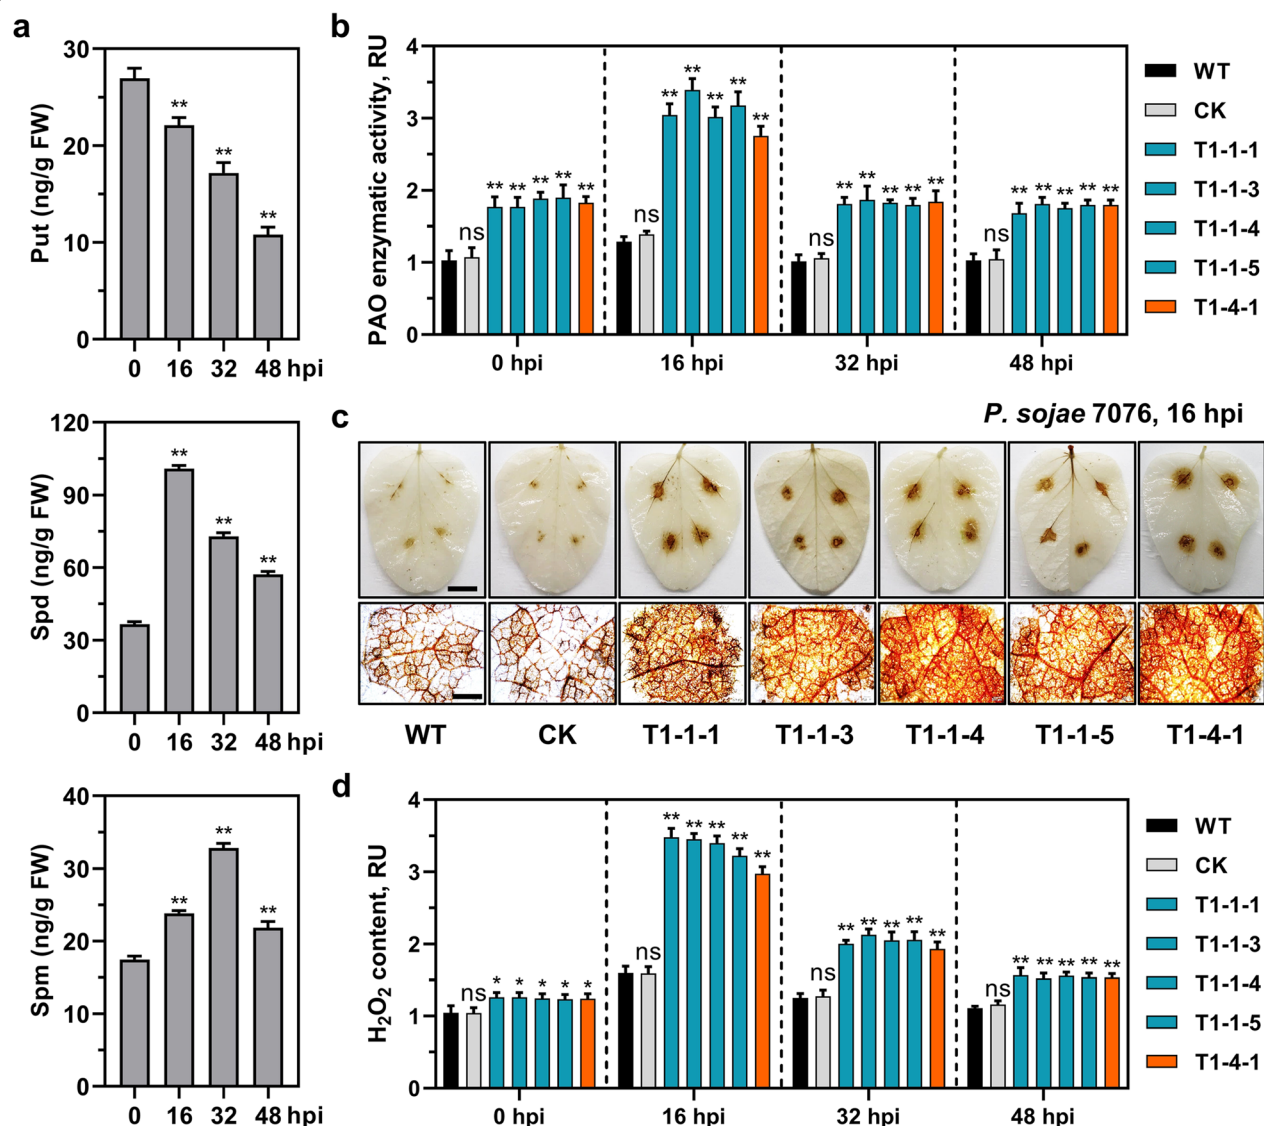 a
Put (ng/g FW)
30
20
10
0
0 16 32 48 hpi
** ** **
Spd (ng/g FW)
120
90
60
30
0
0 16 32 48 hpi
** ** **
Spm (ng/g FW)
40
30
20
10
0
0 16 32 48 hpi
** ** **
b
PAO enzymatic activity, RU
4
3
2
1
0
ns ** ** ** ** **
ns ** ** ** ** **
ns ** ** ** ** **
ns ** ** ** ** **
0 hpi 16 hpi 32 hpi 48 hpi
WT
CK
T1-1-1
T1-1-3
T1-1-4
T1-1-5
T1-4-1
c
P. sojae 7076, 16 hpi
WT CK T1-1-1 T1-1-3 T1-1-4 T1-1-5 T1-4-1
d
H₂O₂ content, RU
4
3
2
1
0
ns * * * * *
ns ** ** ** ** **
ns ** ** ** ** **
ns ** ** ** ** **
0 hpi 16 hpi 32 hpi 48 hpi
WT
CK
T1-1-1
T1-1-3
T1-1-4
T1-1-5
T1-4-1